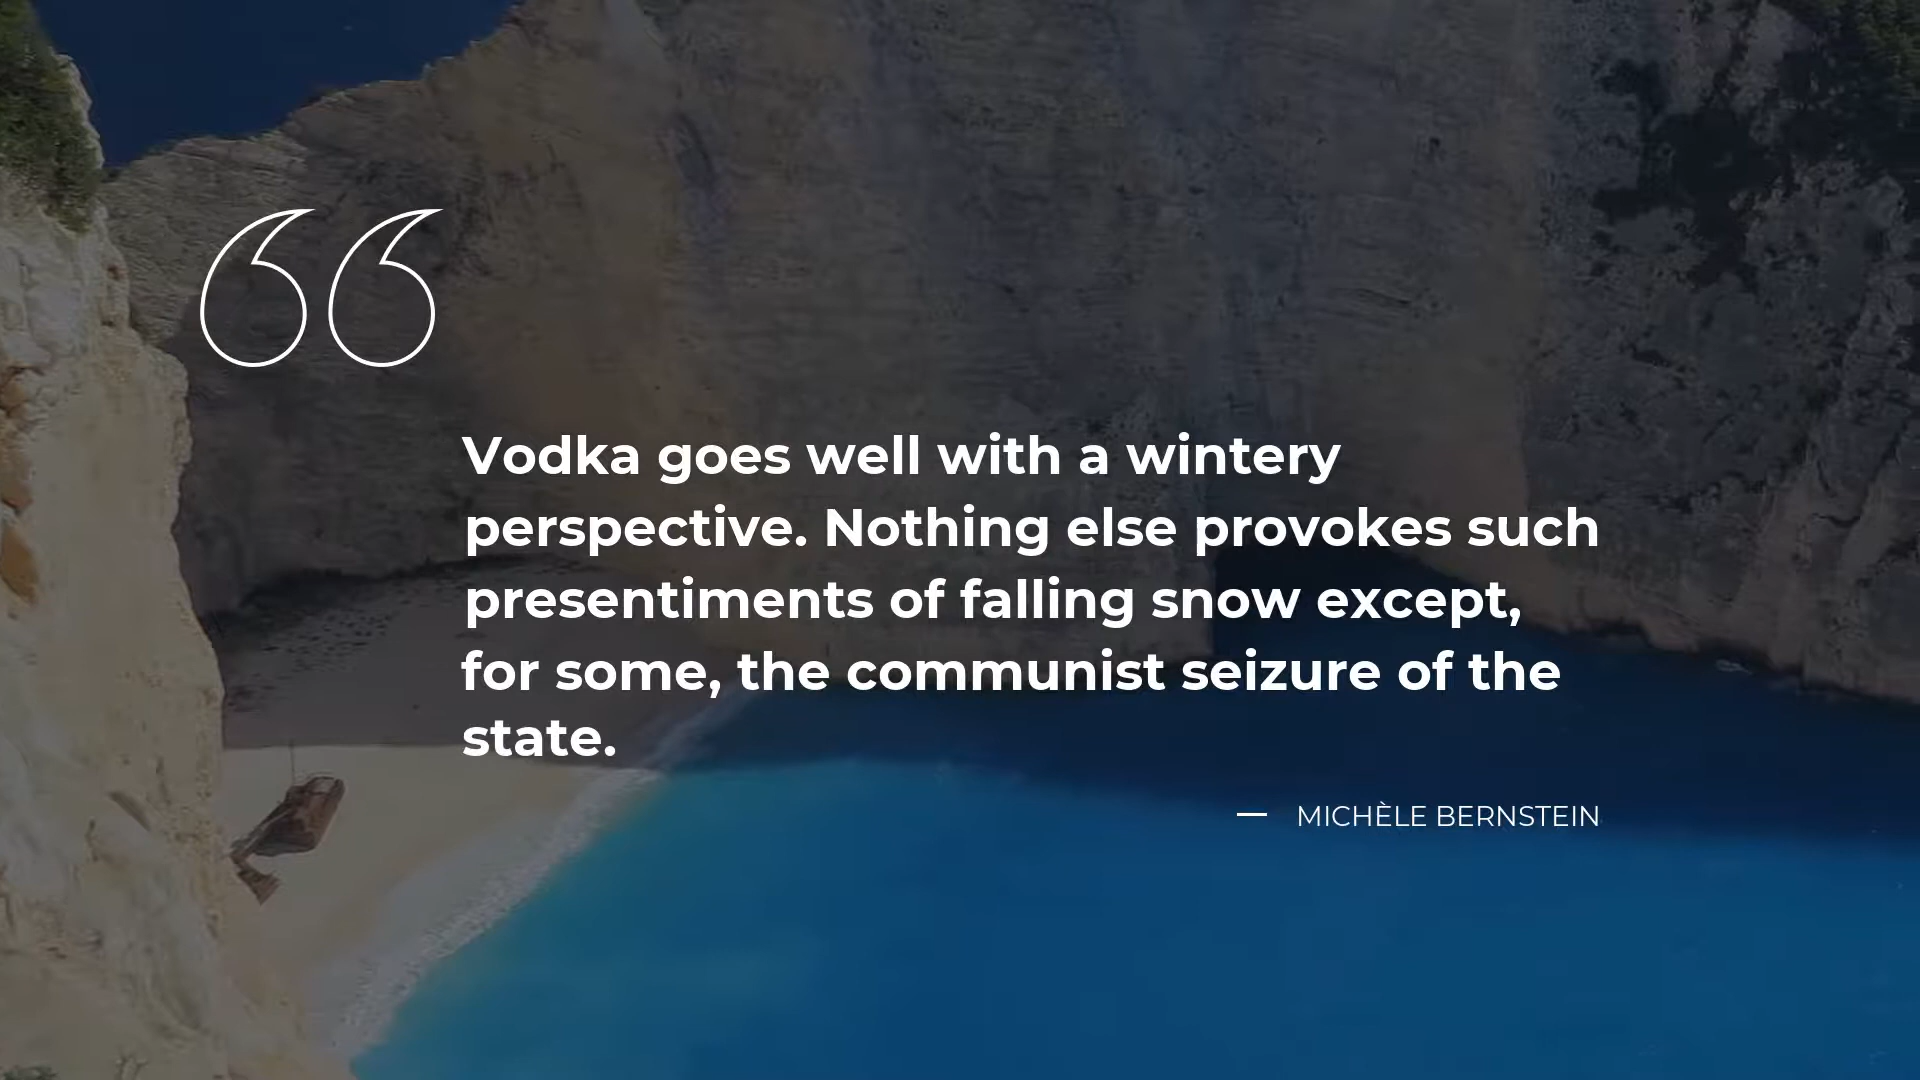 “
Vodka goes well with a wintery
perspective. Nothing else provokes such
presentiments of falling snow except,
for some, the communist seizure of the
state.
— MICHÈLE BERNSTEIN